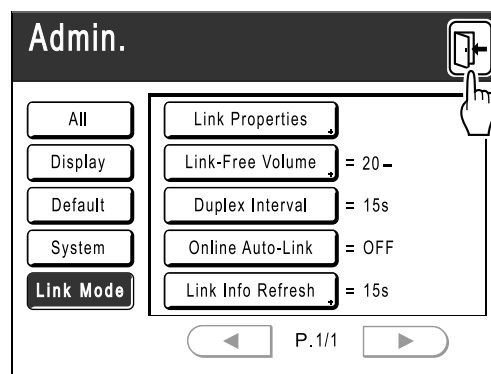 Admin.
All
Link Properties
Display
Link-Free Volume = 20–
Default
Duplex Interval = 15s
System
Online Auto-Link = OFF
Link Mode
Link Info Refresh = 15s
P.1/1